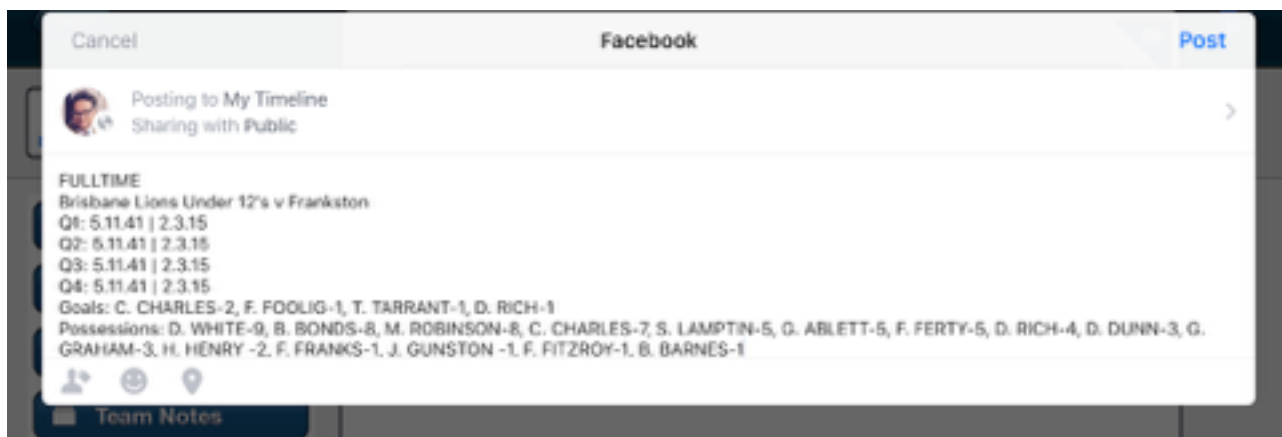 Cancel
Facebook
Post
Posting to My Timeline
Sharing with Public
FULLTIME
Brisbane Lions Under 12's v Frankston
Q1: 5.11.41 | 2.3.15
Q2: 5.11.41 | 2.3.15
Q3: 5.11.41 | 2.3.15
Q4: 5.11.41 | 2.3.15
Goals: C. CHARLES-2, F. FOOLIG-1, T. TARRANT-1, D. RICH-1
Possessions: D. WHITE-9, B. BONDS-8, M. ROBINSON-8, C. CHARLES-7, S. LAMPTIN-5, G. ABLETT-5, F. FERTY-5, D. RICH-4, D. DUNN-3, G.
GRAHAM-3, H. HENRY -2, F. FRANKS-1, J. GUNSTON -1, F. FITZROY-1, B. BARNES-1
Team Notes